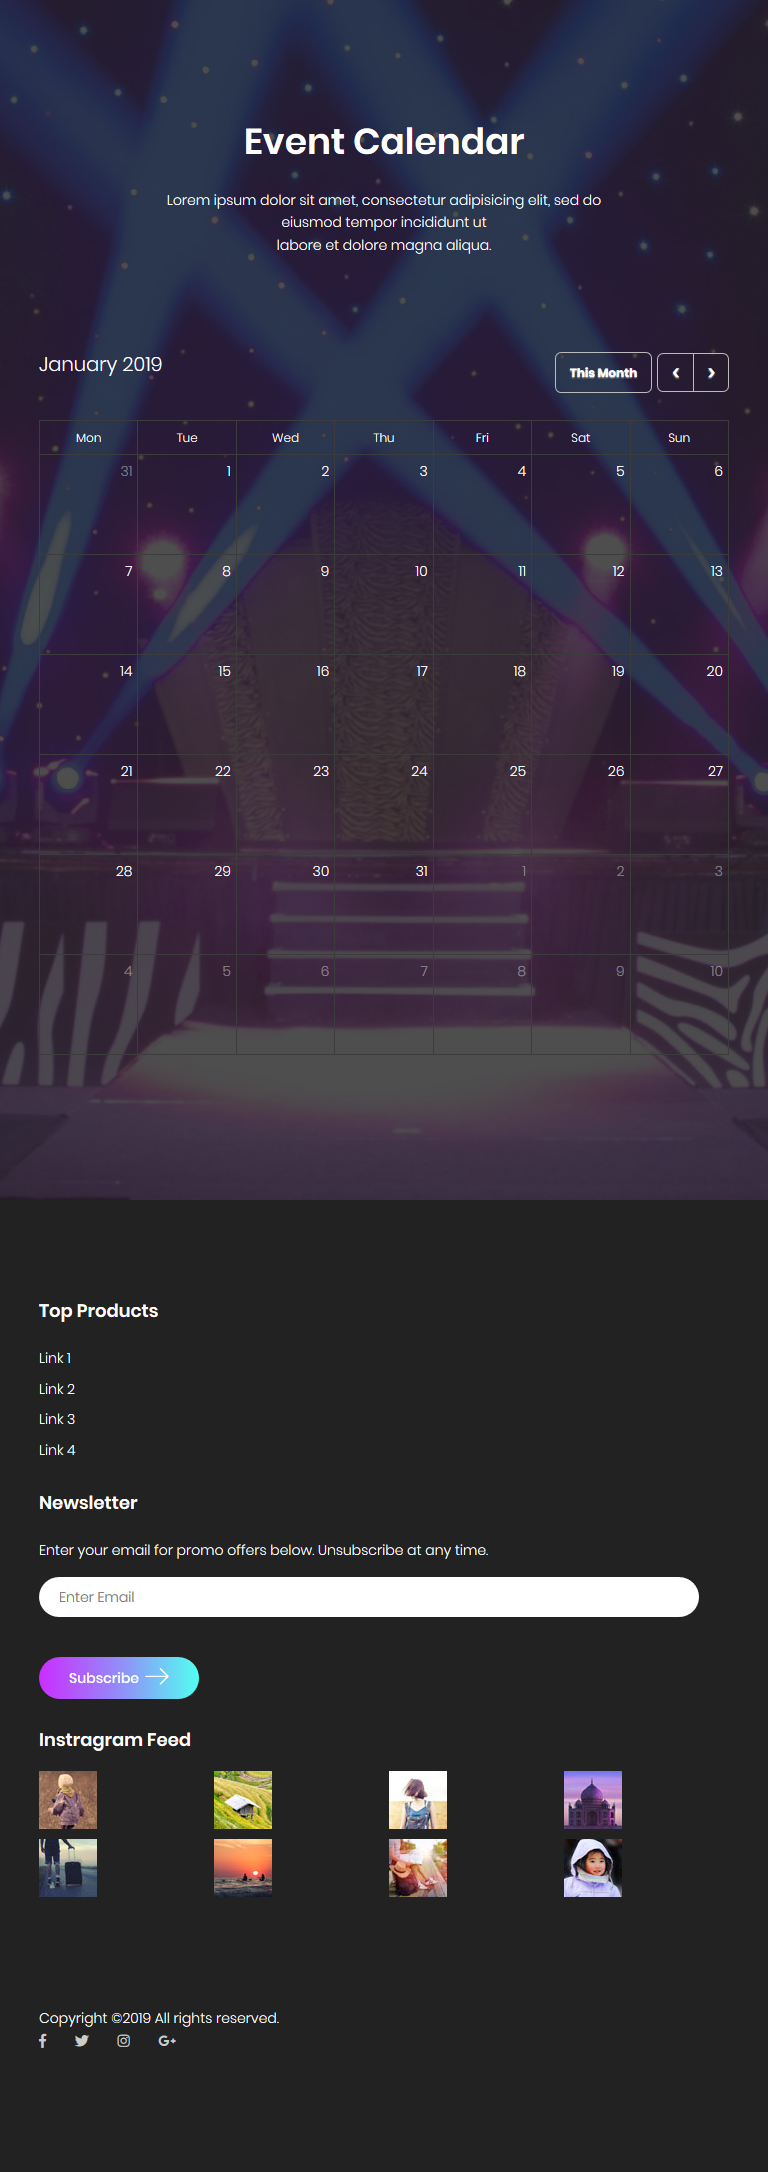 Event Calendar
Lorem ipsum dolor sit amet, consectetur adipisicing elit, sed do
eiusmod tempor incididunt ut
labore et dolore magna aliqua.
January 2019
This Month
Mon Tue Wed Thu Fri Sat Sun
31 1 2 3 4 5 6
7 8 9 10 11 12 13
14 15 16 17 18 19 20
21 22 23 24 25 26 27
28 29 30 31 1 2 3
4 5 6 7 8 9 10
Top Products
Link 1
Link 2
Link 3
Link 4
Newsletter
Enter your email for promo offers below. Unsubscribe at any time.
Enter Email
Subscribe
Instragram Feed
Copyright ©2019 All rights reserved.